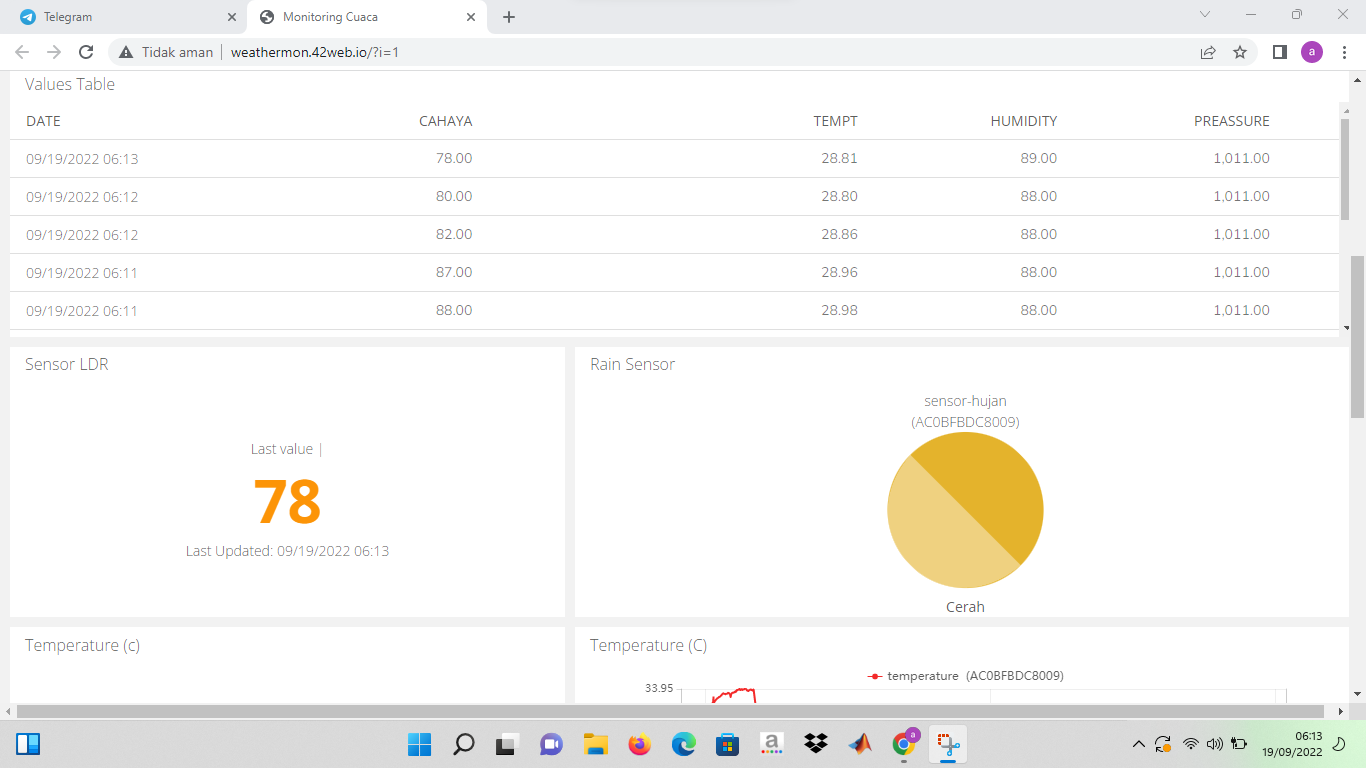 Telegram
Monitoring Cuaca
Tidak aman
weathermon.42web.io/?i=1
a
Values Table
DATE CAHAYA TEMPT HUMIDITY PREASSURE
09/19/2022 06:13 78.00 28.81 89.00 1,011.00
09/19/2022 06:12 80.00 28.80 88.00 1,011.00
09/19/2022 06:12 82.00 28.86 88.00 1,011.00
09/19/2022 06:11 87.00 28.96 88.00 1,011.00
09/19/2022 06:11 88.00 28.98 88.00 1,011.00
Sensor LDR
Last value |
78
Last Updated: 09/19/2022 06:13
Rain Sensor
sensor-hujan
(AC0BFBDC8009)
Cerah
Temperature (c)
Temperature (C)
temperature (AC0BFBDC8009)
33.95
a
a
06:13
19/09/2022